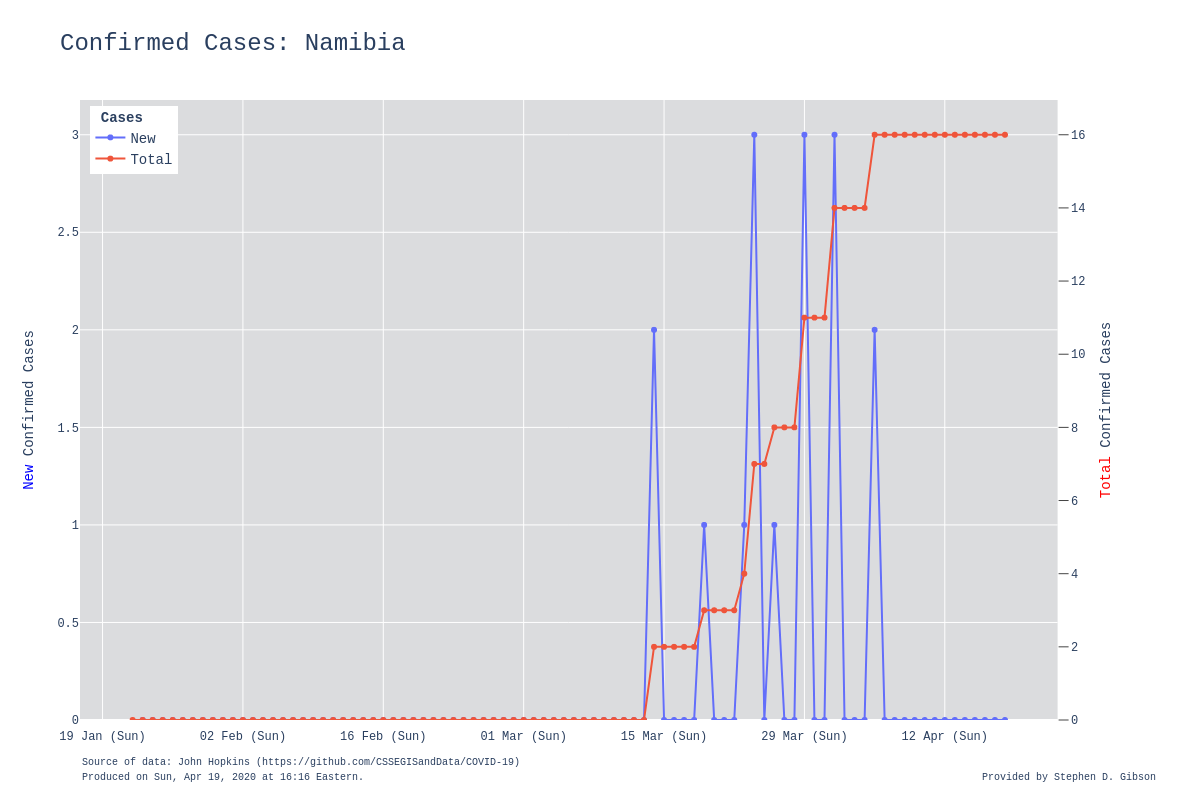 Confirmed Cases: Namibia
Cases
New
Total
3
2.5
2
1.5
1
0.5
0
New Confirmed Cases
16
14
12
10
8
6
4
2
0
Total Confirmed Cases
19 Jan (Sun) 02 Feb (Sun) 16 Feb (Sun) 01 Mar (Sun) 15 Mar (Sun) 29 Mar (Sun) 12 Apr (Sun)
Source of data: John Hopkins (https://github.com/CSSEGISandData/COVID-19)
Produced on Sun, Apr 19, 2020 at 16:16 Eastern.
Provided by Stephen D. Gibson